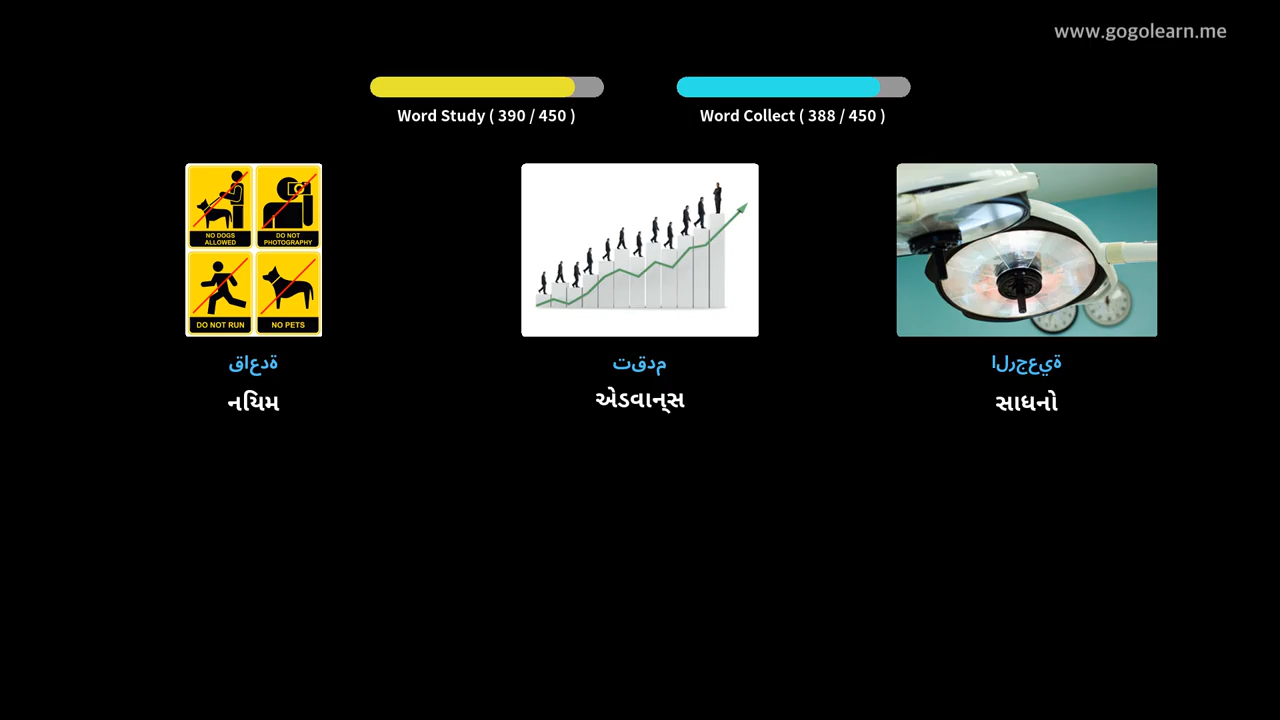 www.gogolearn.me
Word Study ( 390 / 450 )
Word Collect ( 388 / 450 )
NO DOGS ALLOWED
DO NOT PHOTOGRAPHY
DO NOT RUN
NO PETS
قاعدة
تقدم
الرجعية
નયિમ
એડવાન્સ
સાધનો